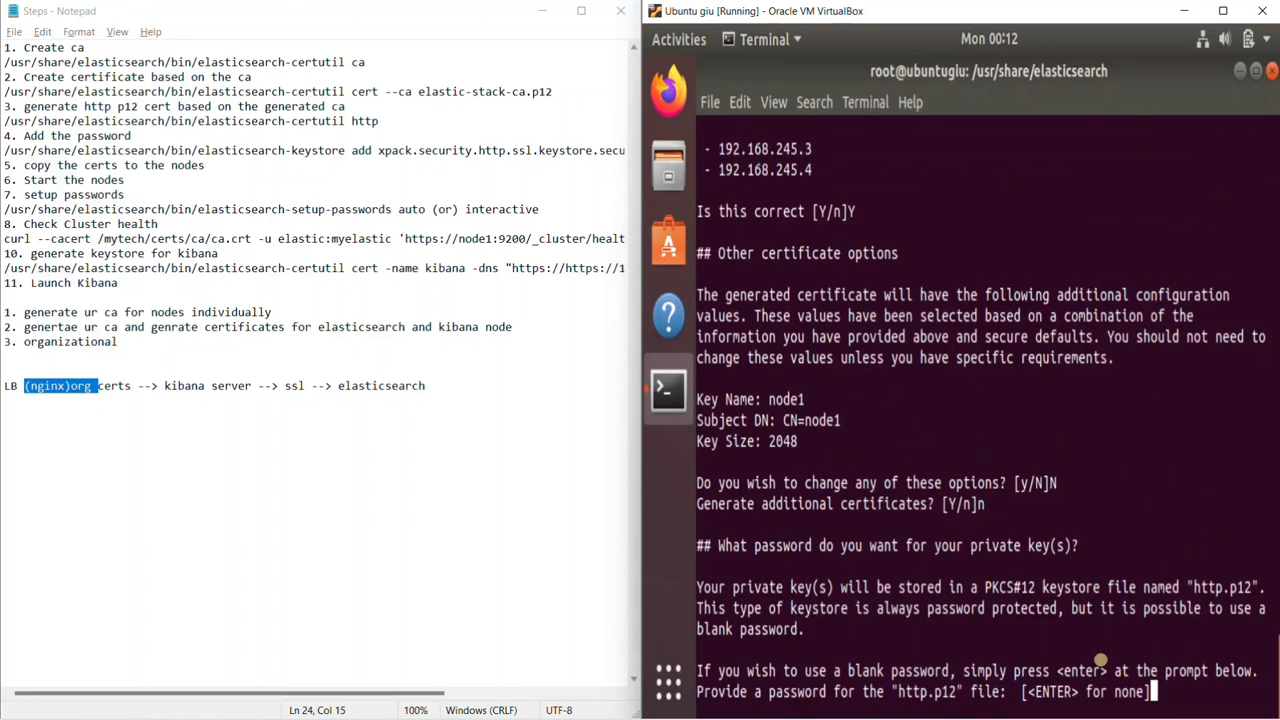 Steps - Notepad
File Edit Format View Help
1. Create ca
/usr/share/elasticsearch/bin/elasticsearch-certutil ca
2. Create certificate based on the ca
/usr/share/elasticsearch/bin/elasticsearch-certutil cert --ca elastic-stack-ca.p12
3. generate http p12 cert based on the generated ca
/usr/share/elasticsearch/bin/elasticsearch-certutil http
4. Add the password
/usr/share/elasticsearch/bin/elasticsearch-keystore add xpack.security.http.ssl.keystore.secu
5. copy the certs to the nodes
6. Start the nodes
7. setup passwords
/usr/share/elasticsearch/bin/elasticsearch-setup-passwords auto (or) interactive
8. Check Cluster health
curl --cacert /mytech/certs/ca/ca.crt -u elastic:myelastic 'https://node1:9200/_cluster/healt
10. generate keystore for kibana
/usr/share/elasticsearch/bin/elasticsearch-certutil cert -name kibana -dns "https://https://1
11. Launch Kibana
1. generate ur ca for nodes individually
2. genertae ur ca and genrate certificates for elasticsearch and kibana node
3. organizational
LB (nginx)org certs --> kibana server --> ssl --> elasticsearch
Ln 24, Col 15 100% Windows (CRLF) UTF-8
Ubuntu giu [Running] - Oracle VM VirtualBox
Activities Terminal Mon 00:12
root@ubuntugiu: /usr/share/elasticsearch
File Edit View Search Terminal Help
- 192.168.245.3
- 192.168.245.4
Is this correct [Y/n]Y
## Other certificate options
The generated certificate will have the following additional configuration
values. These values have been selected based on a combination of the
information you have provided above and secure defaults. You should not need to
change these values unless you have specific requirements.
Key Name: node1
Subject DN: CN=node1
Key Size: 2048
Do you wish to change any of these options? [y/N]N
Generate additional certificates? [Y/n]n
## What password do you want for your private key(s)?
Your private key(s) will be stored in a PKCS#12 keystore file named "http.p12".
This type of keystore is always password protected, but it is possible to use a
blank password.
If you wish to use a blank password, simply press <enter> at the prompt below.
Provide a password for the "http.p12" file: [<ENTER> for none]